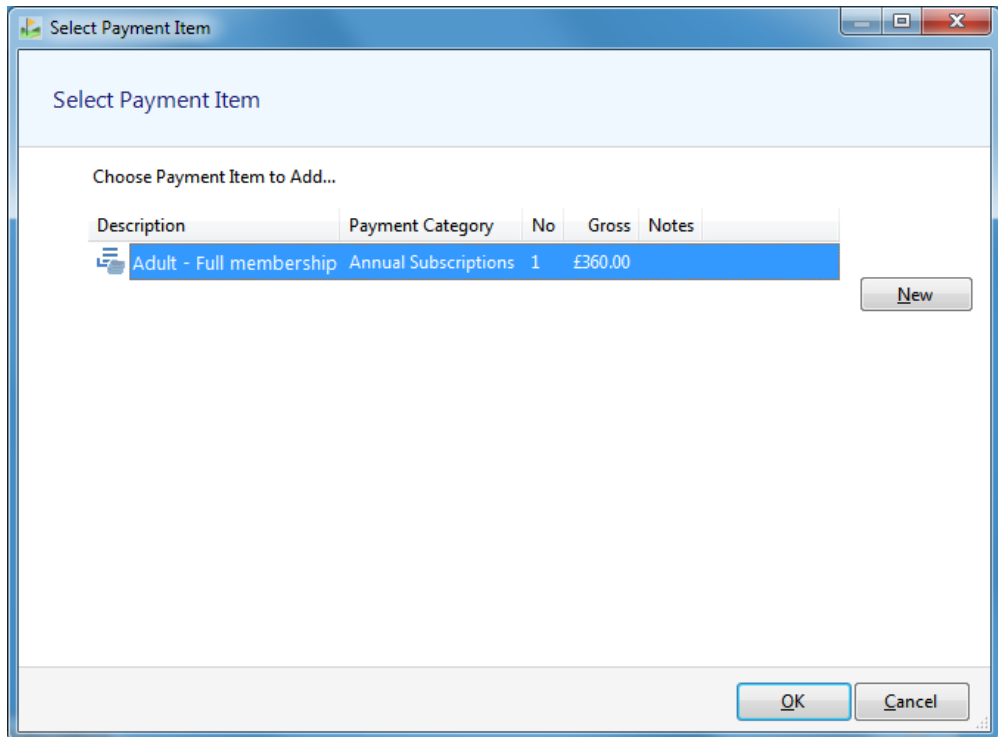 Select Payment Item
Select Payment Item
Choose Payment Item to Add...
Description Payment Category No Gross Notes
Adult - Full membership Annual Subscriptions 1 £360.00
New
OK Cancel